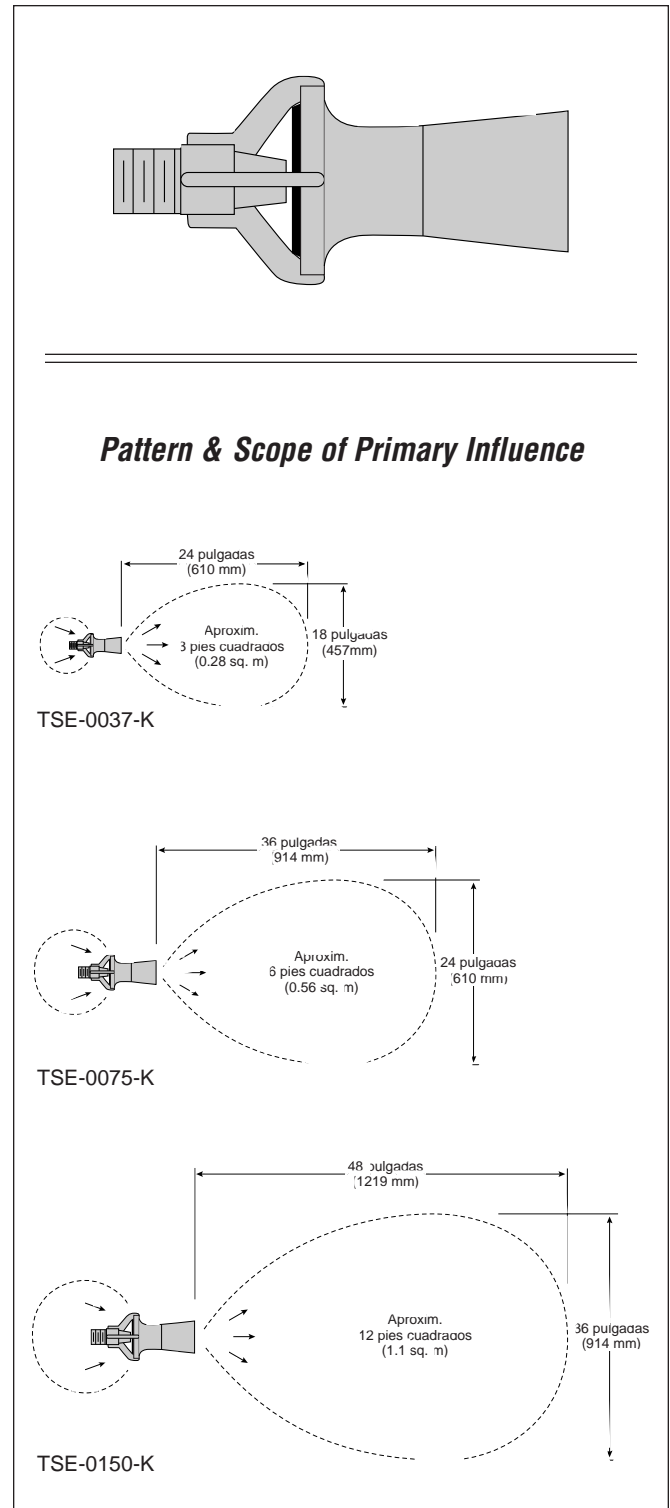 Pattern & Scope of Primary Influence
24 pulgadas
(610 mm)
Aproxim.
3 pies cuadrados
(0.28 sq. m)
18 pulgadas
(457mm)
TSE-0037-K
36 pulgadas
(914 mm)
Aproxim.
6 pies cuadrados
(0.56 sq. m)
24 pulgadas
(610 mm)
TSE-0075-K
48 pulgadas
(1219 mm)
Aproxim.
12 pies cuadrados
(1.1 sq. m)
36 pulgadas
(914 mm)
TSE-0150-K